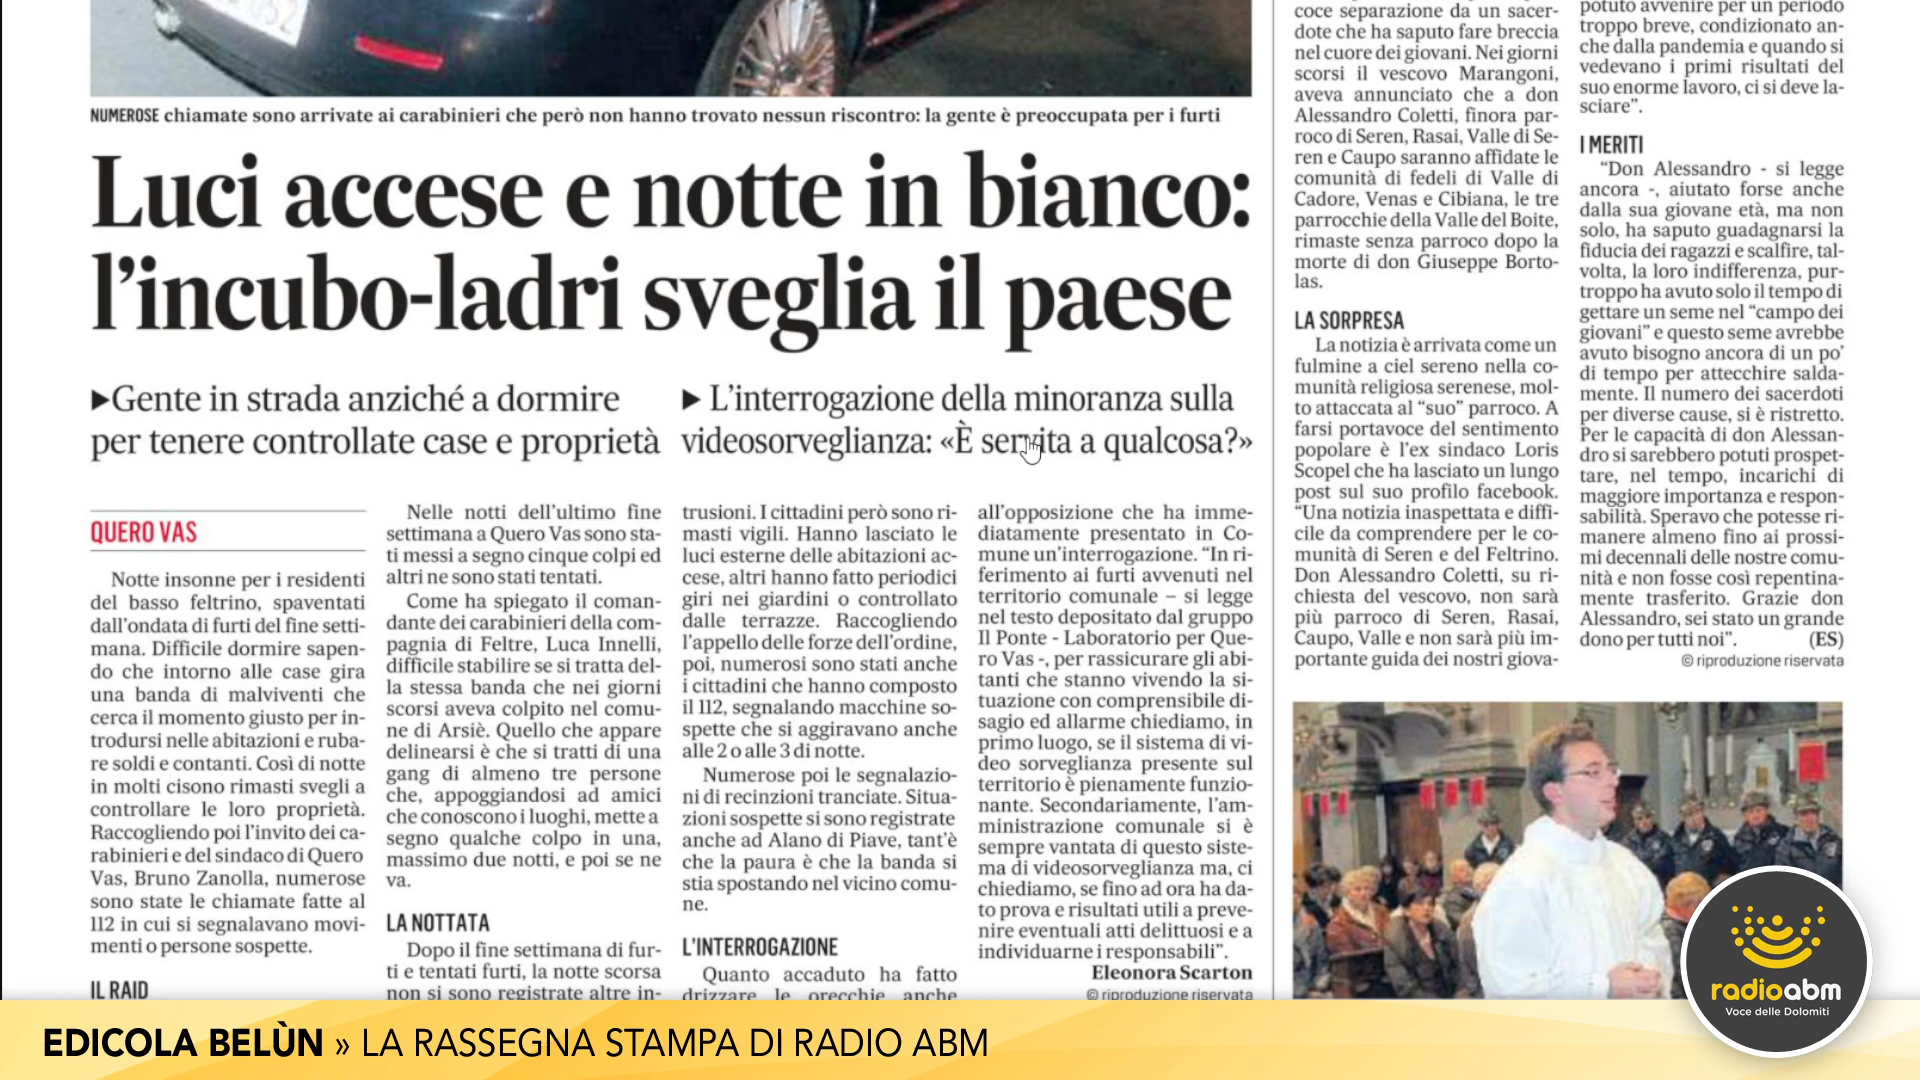 NUMEROSE chiamate sono arrivate ai carabinieri che però non hanno trovato nessun riscontro: la gente è preoccupata per i furti
Luci accese e notte in bianco:
l'incubo-ladri sveglia il paese
▶Gente in strada anziché a dormire
per tenere controllate case e proprietà
▶ L'interrogazione della minoranza sulla
videosorveglianza: «È servita a qualcosa?»
QUERO VAS
Notte insonne per i residenti
del basso feltrino, spaventati
dall'ondata di furti del fine setti-
mana. Difficile dormire sapen-
do che intorno alle case gira
una banda di malviventi che
cerca il momento giusto per in-
trodursi nelle abitazioni e ruba-
re soldi e contanti. Così di notte
in molti cisono rimasti svegli a
controllare le loro proprietà.
Raccogliendo poi l'invito dei ca-
rabinieri e del sindaco di Quero
Vas, Bruno Zanolla, numerose
sono state le chiamate fatte al
112 in cui si segnalavano movi-
menti o persone sospette.
IL RAID
Nelle notti dell'ultimo fine
settimana a Quero Vas sono sta-
ti messi a segno cinque colpi ed
altri ne sono stati tentati.
Come ha spiegato il coman-
dante dei carabinieri della com-
pagnia di Feltre, Luca Innelli,
difficile stabilire se si tratta del-
la stessa banda che nei giorni
scorsi aveva colpito nel comu-
ne di Arsiè. Quello che appare
delinearsi è che si tratti di una
gang di almeno tre persone
che, appoggiandosi ad amici
che conoscono i luoghi, mette a
segno qualche colpo in una,
massimo due notti, e poi se ne
va.
LA NOTTATA
Dopo il fine settimana di fur-
ti e tentati furti, la notte scorsa
non si sono registrate altre in-
trusioni. I cittadini però sono ri-
masti vigili. Hanno lasciato le
luci esterne delle abitazioni ac-
cese, altri hanno fatto periodici
giri nei giardini o controllato
dalle terrazze. Raccogliendo
l'appello delle forze dell'ordine,
poi, numerosi sono stati anche
i cittadini che hanno composto
il 112, segnalando macchine so-
spette che si aggiravano anche
alle 2 o alle 3 di notte.
Numerose poi le segnalazio-
ni di recinzioni tranciate. Situa-
zioni sospette si sono registrate
anche ad Alano di Piave, tant'è
che la paura è che la banda si
stia spostando nel vicino comu-
ne.
L'INTERROGAZIONE
Quanto accaduto ha fatto
drizzare le orecchie anche
all'opposizione che ha imme-
diatamente presentato in Co-
mune un'interrogazione. “In ri-
ferimento ai furti avvenuti nel
territorio comunale – si legge
nel testo depositato dal gruppo
Il Ponte - Laboratorio per Que-
ro Vas -, per rassicurare gli abi-
tanti che stanno vivendo la si-
tuazione con comprensibile di-
sagio ed allarme chiediamo, in
primo luogo, se il sistema di vi-
deo sorveglianza presente sul
territorio è pienamente funzio-
nante. Secondariamente, l'am-
ministrazione comunale si è
sempre vantata di questo siste-
ma di videosorveglianza ma, ci
chiediamo, se fino ad ora ha da-
to prova e risultati utili a preve-
nire eventuali atti delittuosi e a
individuarne i responsabili”.
Eleonora Scarton
© riproduzione riservata
coce separazione da un sacer-
dote che ha saputo fare breccia
nel cuore dei giovani. Nei giorni
scorsi il vescovo Marangoni,
aveva annunciato che a don
Alessandro Coletti, finora par-
roco di Seren, Rasai, Valle di Se-
ren e Caupo saranno affidate le
comunità di fedeli di Valle di
Cadore, Venas e Cibiana, le tre
parrocchie della Valle del Boite,
rimaste senza parroco dopo la
morte di don Giuseppe Borto-
las.
LA SORPRESA
La notizia è arrivata come un
fulmine a ciel sereno nella co-
munità religiosa serenese, mol-
to attaccata al “suo” parroco. A
farsi portavoce del sentimento
popolare è l'ex sindaco Loris
Scopel che ha lasciato un lungo
post sul suo profilo facebook.
“Una notizia inaspettata e diffi-
cile da comprendere per le co-
munità di Seren e del Feltrino.
Don Alessandro Coletti, su ri-
chiesta del vescovo, non sarà
più parroco di Seren, Rasai,
Caupo, Valle e non sarà più im-
portante guida dei nostri giova-
potuto avvenire per un periodo
troppo breve, condizionato an-
che dalla pandemia e quando si
vedevano i primi risultati del
suo enorme lavoro, ci si deve la-
sciare”.
I MERITI
“Don Alessandro - si legge
ancora -, aiutato forse anche
dalla sua giovane età, ma non
solo, ha saputo guadagnarsi la
fiducia dei ragazzi e scalfire, tal-
volta, la loro indifferenza, pur-
troppo ha avuto solo il tempo di
gettare un seme nel “campo dei
giovani” e questo seme avrebbe
avuto bisogno ancora di un po'
di tempo per attecchire salda-
mente. Il numero dei sacerdoti
per diverse cause, si è ristretto.
Per le capacità di don Alessan-
dro si sarebbero potuti prospet-
tare, nel tempo, incarichi di
maggiore importanza e respon-
sabilità. Speravo che potesse ri-
manere almeno fino ai prossi-
mi decennali delle nostre comu-
nità e non fosse così repentina-
mente trasferito. Grazie don
Alessandro, sei stato un grande
dono per tutti noi”. (ES)
© riproduzione riservata
radioabm
Voce delle Dolomiti
EDICOLA BELÙN » LA RASSEGNA STAMPA DI RADIO ABM